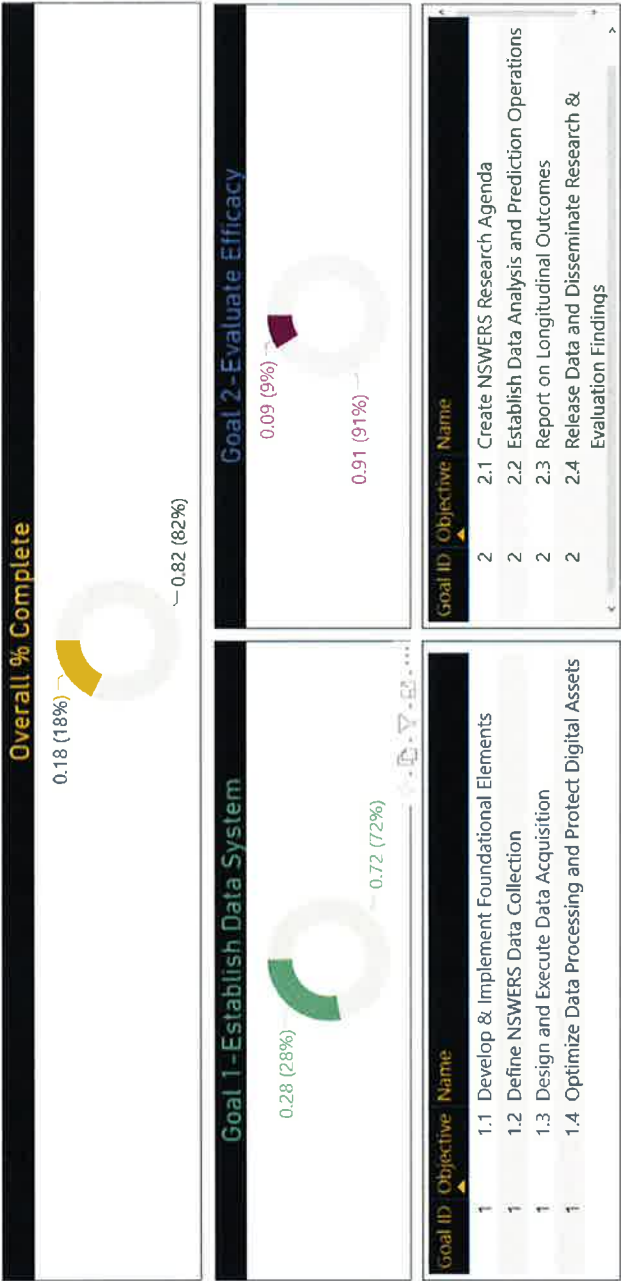 Overall % Complete
0.18 (18%)
0.82 (82%)
Goal 1-Establish Data System
0.28 (28%)
0.72 (72%)
Goal 2-Evaluate Efficacy
0.09 (9%)
0.91 (91%)
Goal ID Objective Name
1 1.1 Develop & Implement Foundational Elements
1 1.2 Define NSWERS Data Collection
1 1.3 Design and Execute Data Acquisition
1 1.4 Optimize Data Processing and Protect Digital Assets
Goal ID Objective Name
2 2.1 Create NSWERS Research Agenda
2 2.2 Establish Data Analysis and Prediction Operations
2 2.3 Report on Longitudinal Outcomes
2 2.4 Release Data and Disseminate Research &
Evaluation Findings